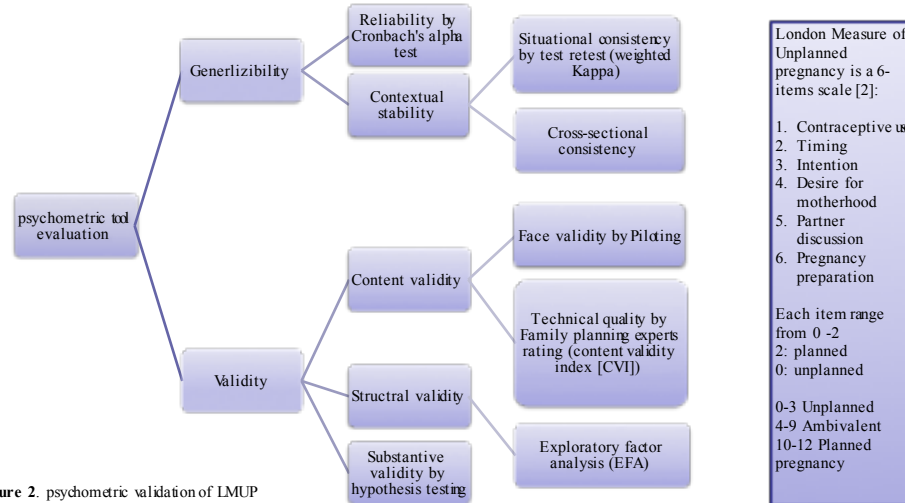 psychometric tool
evaluation
Generlizibility
Reliability by
Cronbach's alpha
test
Contextual
stability
Situational consistency
by test retest (weighted
Kappa)
Cross-sectional
consistency
Validity
Content validity
Face validity by Piloting
Technical quality by
Family planning experts
rating (content validity
index [CVI])
Structral validity
Exploratory factor
analysis (EFA)
Substantive
validity by
hypothesis testing
ure 2. psychometric validation of LMUP
London Measure of
Unplanned
pregnancy is a 6-
items scale [2]:
1. Contraceptive us
2. Timing
3. Intention
4. Desire for
motherhood
5. Partner
discussion
6. Pregnancy
preparation
Each item range
from 0 -2
2: planned
0: unplanned
0-3 Unplanned
4-9 Ambivalent
10-12 Planned
pregnancy